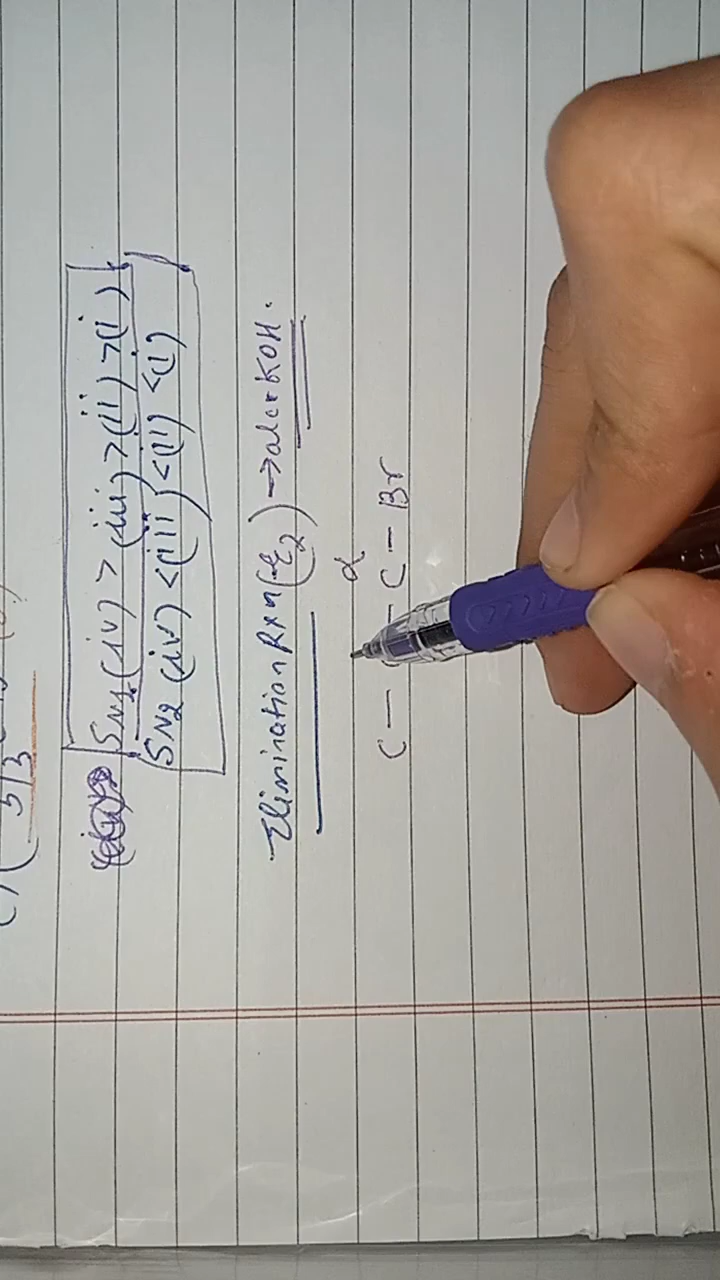 SN1 (iv) > (iii) > (ii) > (i)
SN2 (iv) < (iii) < (ii) < (i)
Elimination Rxn (E2) → alc. KOH.
α
C — C — Br